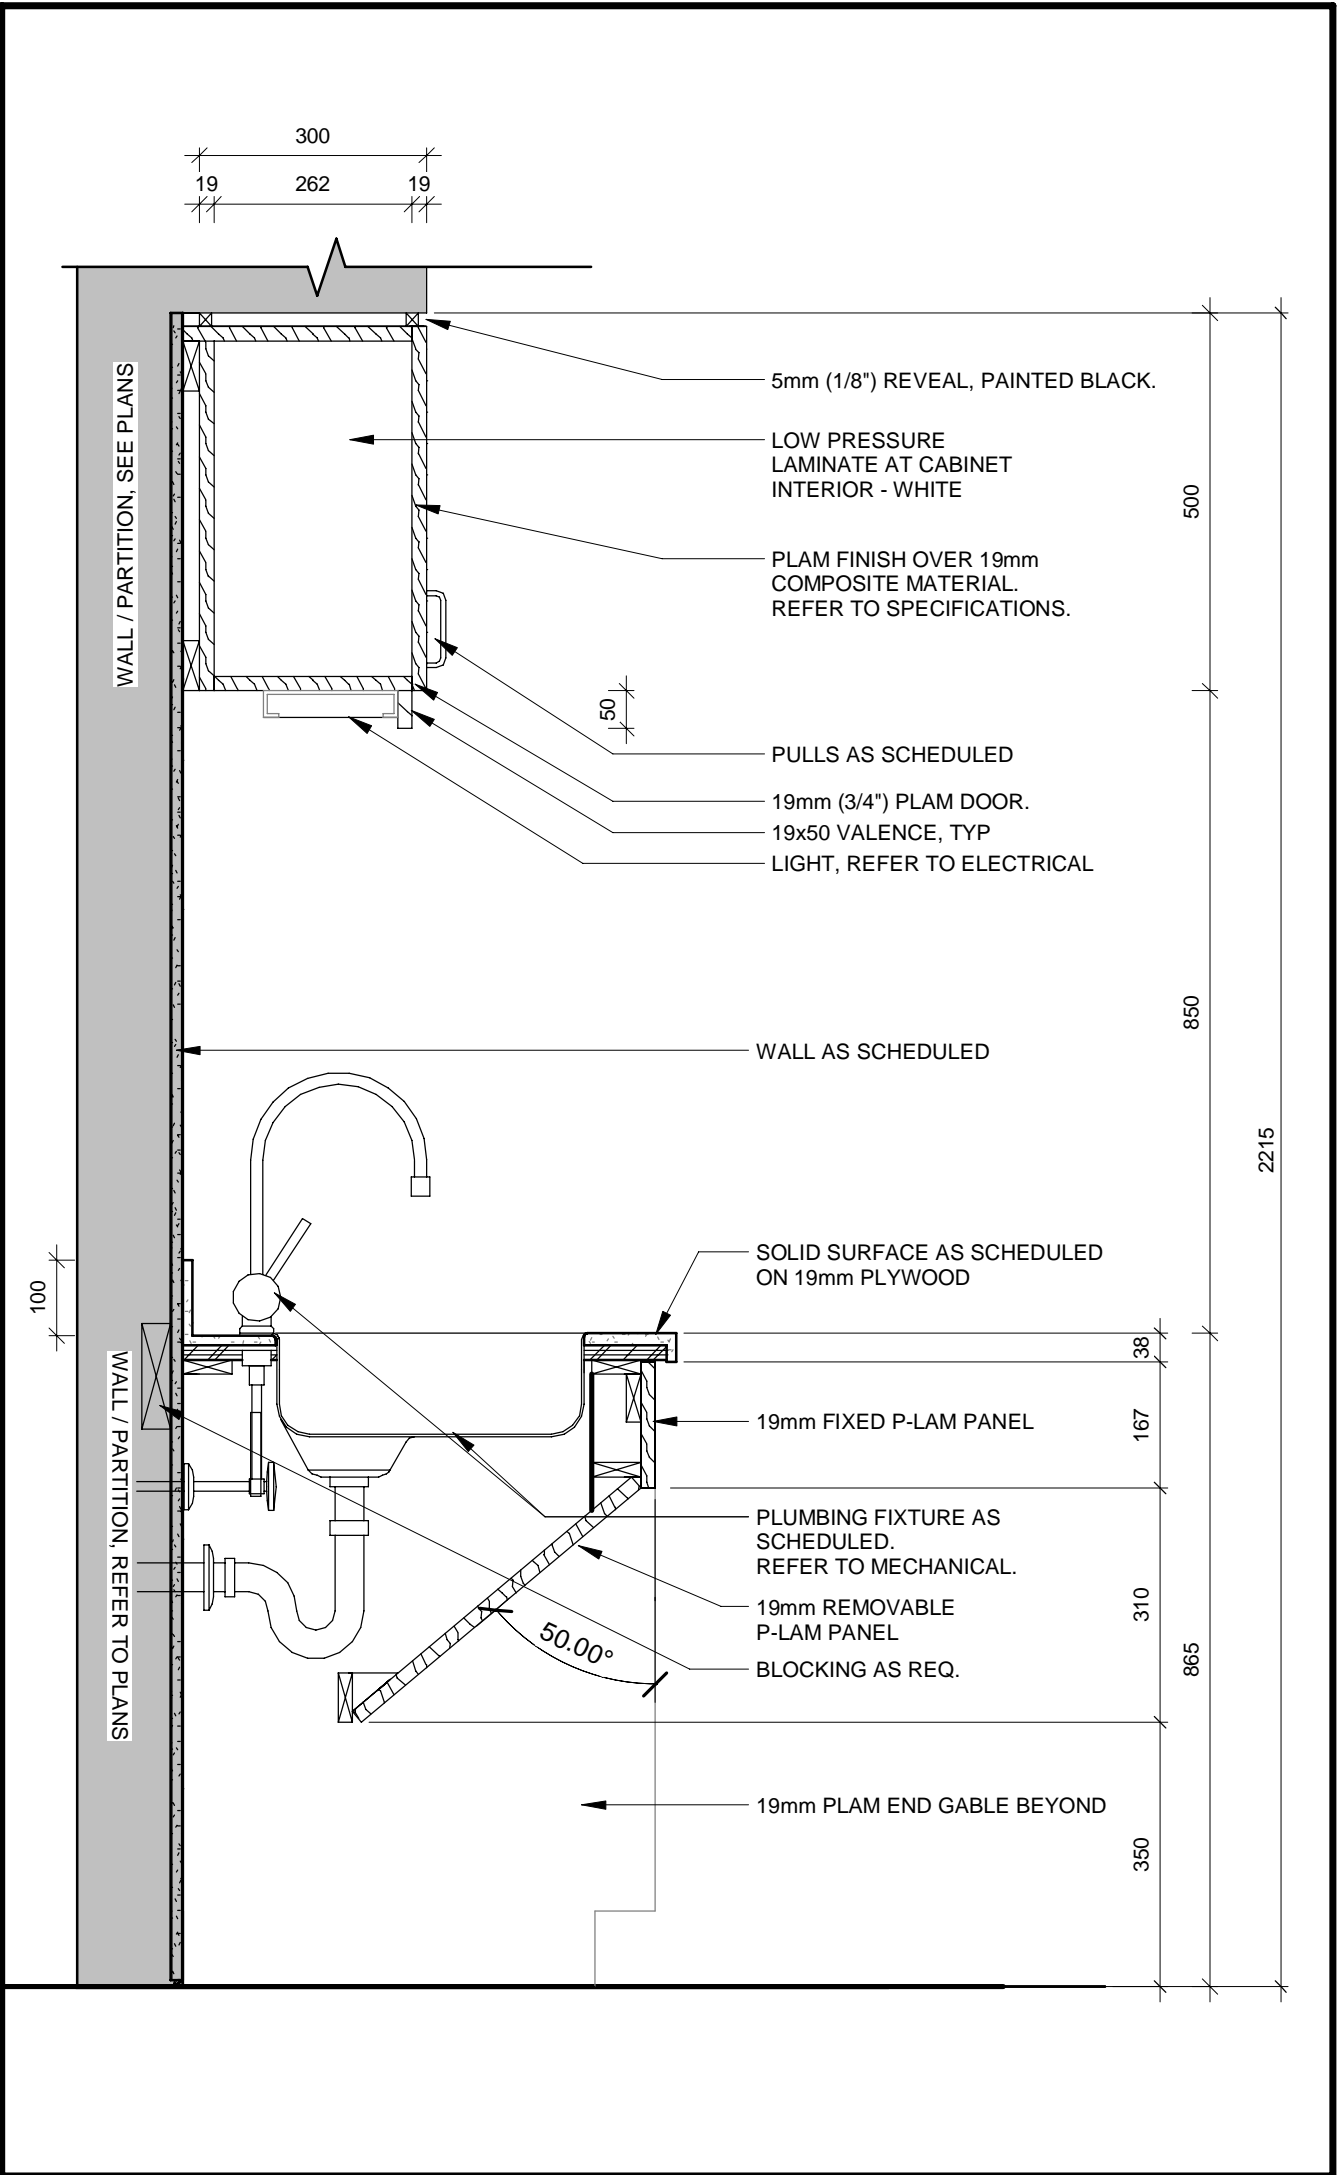 300
19
262
19
WALL / PARTITION, SEE PLANS
5mm (1/8") REVEAL, PAINTED BLACK.
LOW PRESSURE
LAMINATE AT CABINET
INTERIOR - WHITE
500
PLAM FINISH OVER 19mm
COMPOSITE MATERIAL.
REFER TO SPECIFICATIONS.
50
PULLS AS SCHEDULED
19mm (3/4") PLAM DOOR.
19x50 VALENCE, TYP
LIGHT, REFER TO ELECTRICAL
850
WALL AS SCHEDULED
2215
SOLID SURFACE AS SCHEDULED
ON 19mm PLYWOOD
100
38
WALL / PARTITION, REFER TO PLANS
19mm FIXED P-LAM PANEL
167
PLUMBING FIXTURE AS
SCHEDULED.
REFER TO MECHANICAL.
19mm REMOVABLE
P-LAM PANEL
310
50.00°
BLOCKING AS REQ.
865
19mm PLAM END GABLE BEYOND
350